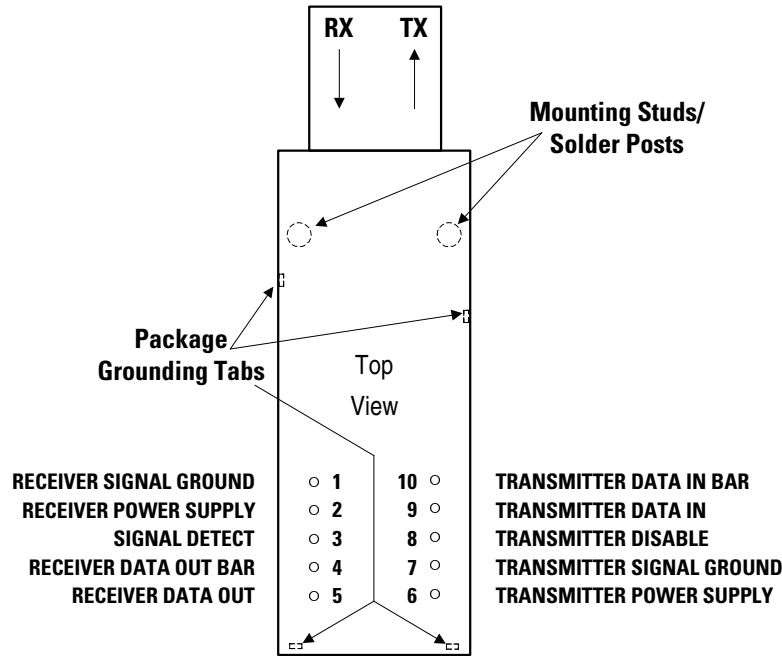 RX TX
Mounting Studs/
Solder Posts
Package
Grounding Tabs
Top
View
RECEIVER SIGNAL GROUND 1 10 TRANSMITTER DATA IN BAR
RECEIVER POWER SUPPLY 2 9 TRANSMITTER DATA IN
SIGNAL DETECT 3 8 TRANSMITTER DISABLE
RECEIVER DATA OUT BAR 4 7 TRANSMITTER SIGNAL GROUND
RECEIVER DATA OUT 5 6 TRANSMITTER POWER SUPPLY